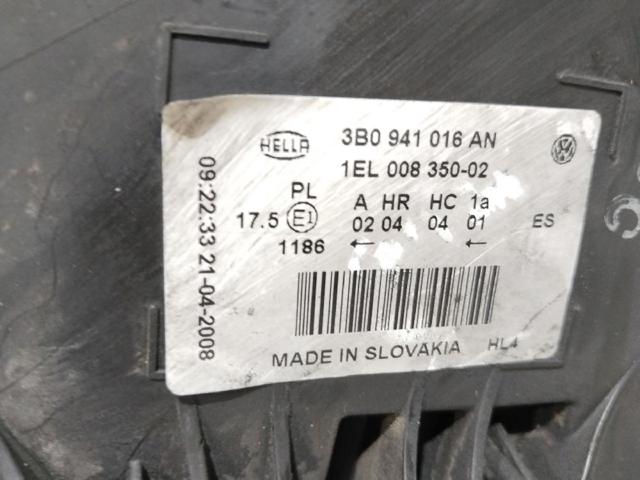 HELLA 3B0 941 016 AN
1EL 008 350-02
PL A HR HC 1a
17.5 E1 02 04 04 01 ES
1186 ← ←
MADE IN SLOVAKIA HL4
09:22:33 21-04-2008